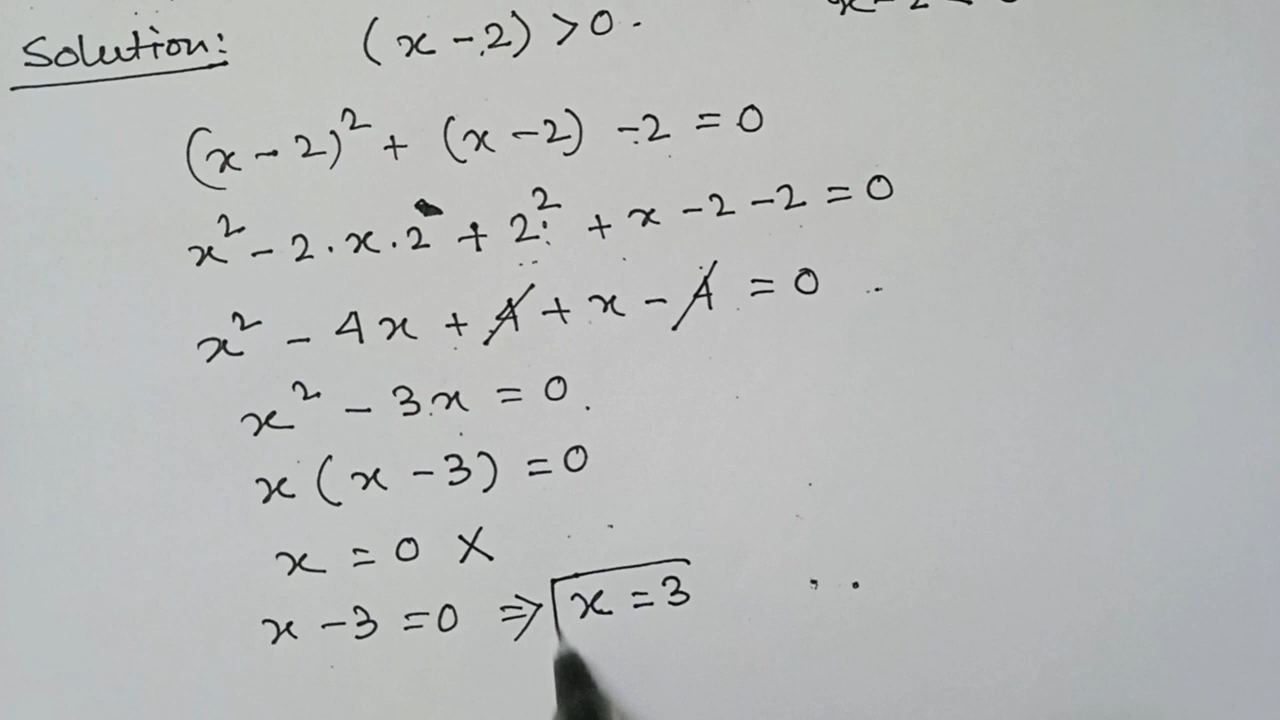 Solution: (x - 2) > 0.
(x - 2)² + (x - 2) - 2 = 0
x² - 2 . x . 2 + 2² + x - 2 - 2 = 0
x² - 4x + 4 + x - 4 = 0
x² - 3x = 0.
x (x - 3) = 0
x = 0 X
x - 3 = 0 ⇒ x = 3